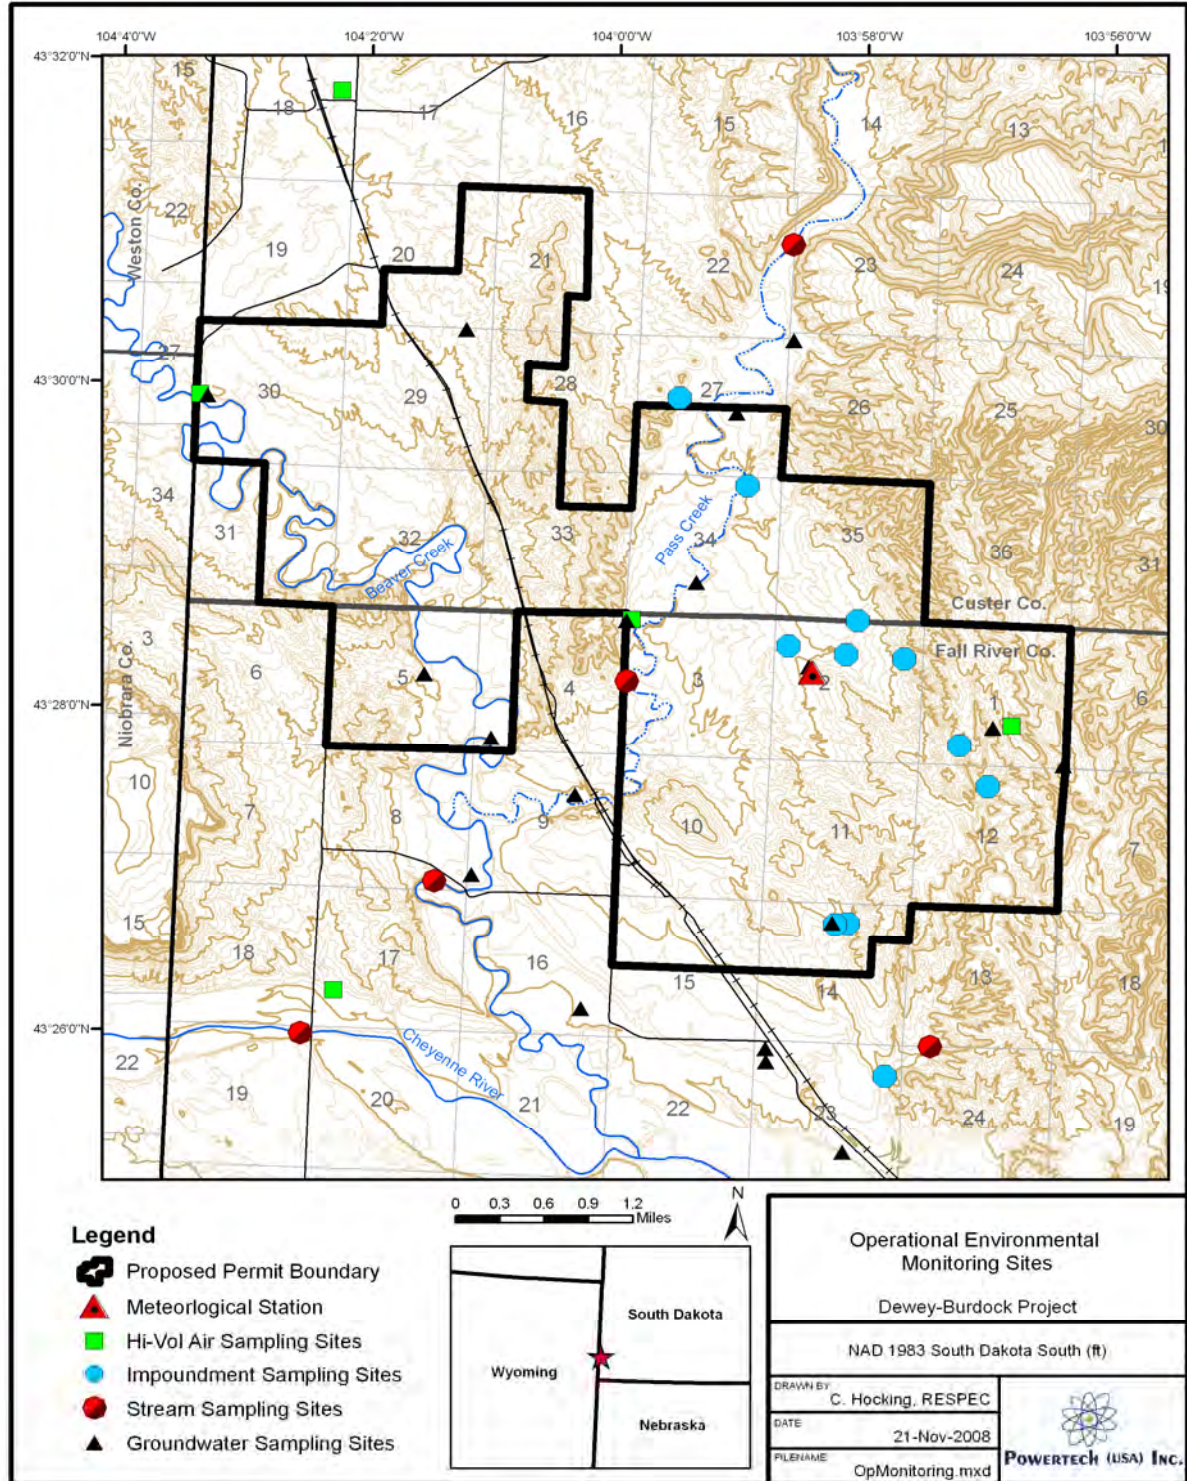 104°4'0"W 104°2'0"W 104°0'0"W 103°58'0"W 103°56'0"W
43°32'0"N
15
18
17
16
15
14
13
22
Weston Co.
19
20
21
22
23
24
27
43°30'0"N
30
29
28
27
26
25
30
34
31
32
33
34
35
36
31
Beaver Creek
Pass Creek
Custer Co.
Fall River Co.
3
6
5
4
3
2
1
6
43°28'0"N
Niobrara Co.
10
7
8
9
10
11
12
7
15
18
17
16
15
14
13
18
43°26'0"N
Cheyenne River
22
19
20
21
22
23
24
19
Legend
Proposed Permit Boundary
Meteorlogical Station
Hi-Vol Air Sampling Sites
Impoundment Sampling Sites
Stream Sampling Sites
Groundwater Sampling Sites
0 0.3 0.6 0.9 1.2
Miles
N
South Dakota
Wyoming
Nebraska
Operational Environmental
Monitoring Sites
Dewey-Burdock Project
NAD 1983 South Dakota South (ft)
DRAWN BY
C. Hocking, RESPEC
DATE
21-Nov-2008
FILENAME
OpMonitoring.mxd
POWERTECH (USA) INC.